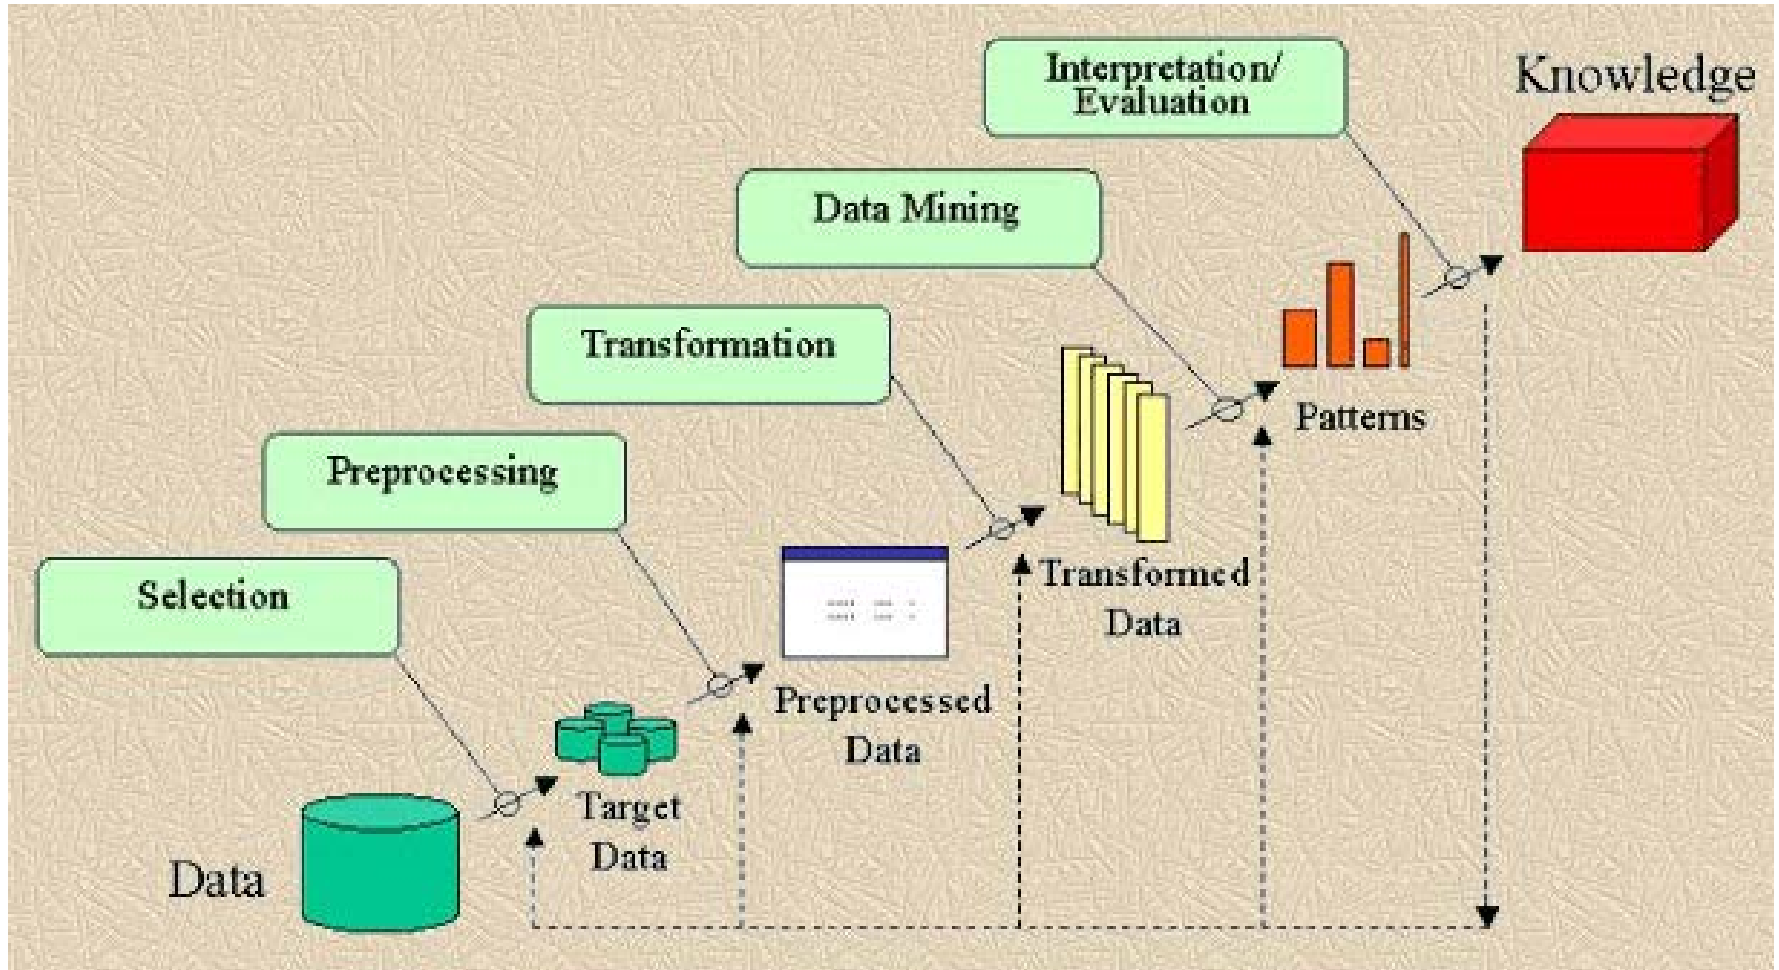 Interpretation/
Evaluation
Knowledge
Data Mining
Transformation
Patterns
Preprocessing
Transformed
Data
Selection
Preprocessed
Data
Target
Data
Data